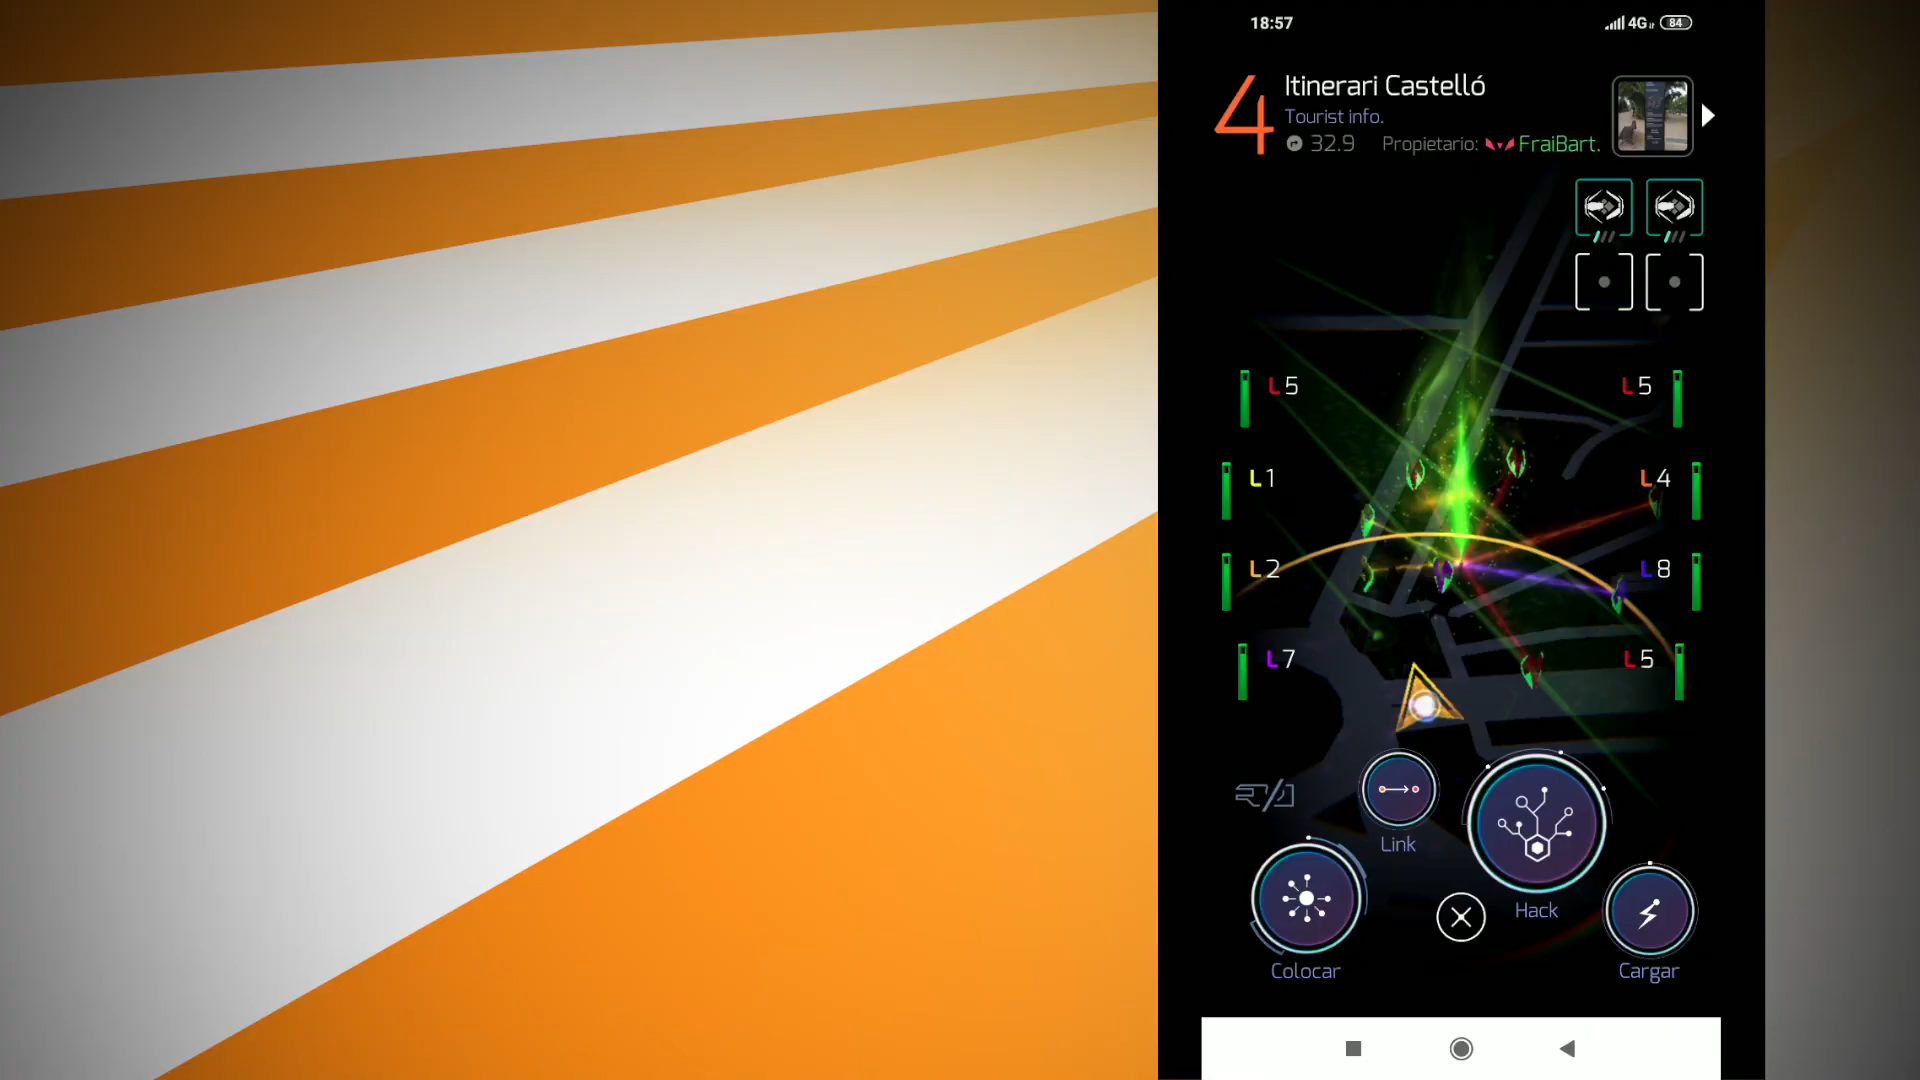 18:57
4G 84
4 Itinerari Castelló
Tourist info.
32.9 Propietario: FraiBart.
L5 L5
L1 L4
L2 L8
L7 L5
Link
Hack
Colocar
Cargar